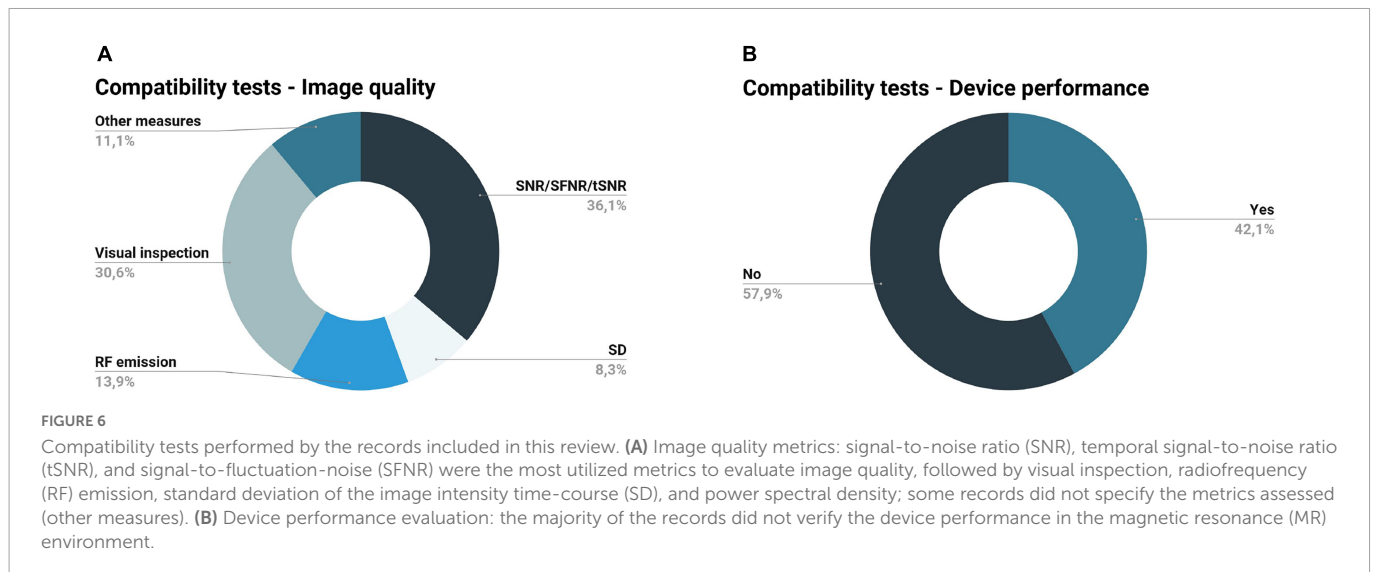 A
Compatibility tests - Image quality
Other measures
11,1%
SNR/SFNR/tSNR
36,1%
Visual inspection
30,6%
SD
8,3%
RF emission
13,9%
B
Compatibility tests - Device performance
Yes
42,1%
No
57,9%
FIGURE 6
Compatibility tests performed by the records included in this review. (A) Image quality metrics: signal-to-noise ratio (SNR), temporal signal-to-noise ratio
(tSNR), and signal-to-fluctuation-noise (SFNR) were the most utilized metrics to evaluate image quality, followed by visual inspection, radiofrequency
(RF) emission, standard deviation of the image intensity time-course (SD), and power spectral density; some records did not specify the metrics assessed
(other measures). (B) Device performance evaluation: the majority of the records did not verify the device performance in the magnetic resonance (MR)
environment.